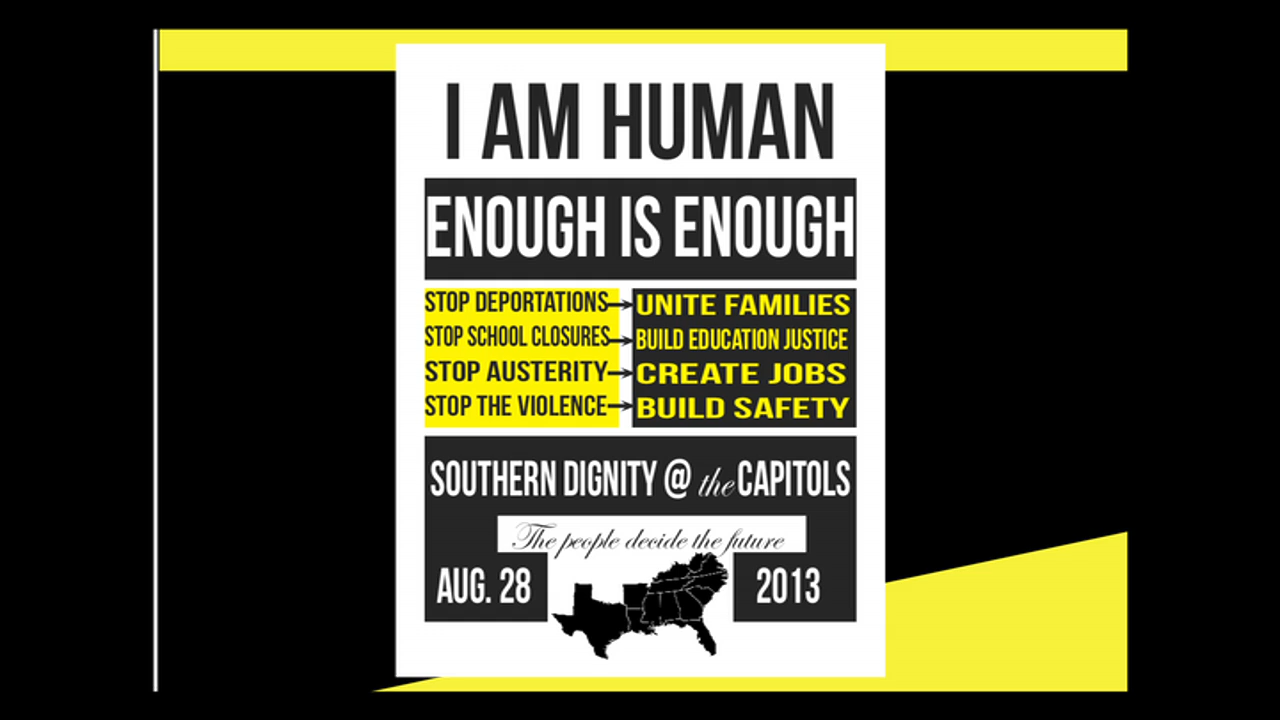 I AM HUMAN
ENOUGH IS ENOUGH
STOP DEPORTATIONS UNITE FAMILIES
STOP SCHOOL CLOSURES BUILD EDUCATION JUSTICE
STOP AUSTERITY CREATE JOBS
STOP THE VIOLENCE BUILD SAFETY
SOUTHERN DIGNITY @ the CAPITOLS
The people decide the future
AUG. 28 2013